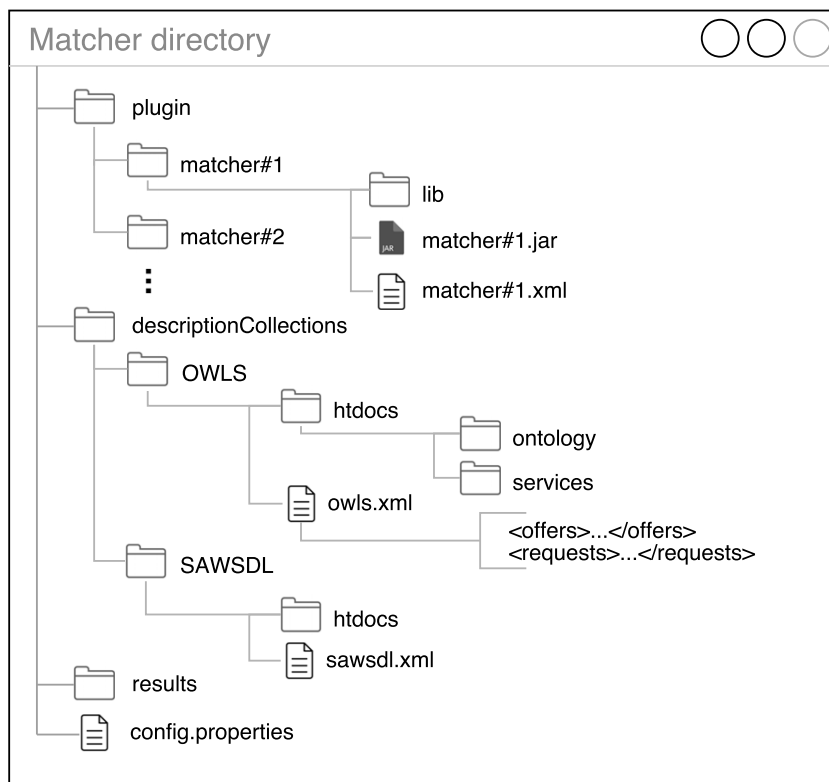 Matcher directory
plugin
matcher#1
lib
matcher#2
JAR
matcher#1.jar
matcher#1.xml
descriptionCollections
OWLS
htdocs
ontology
services
owls.xml
<offers>...</offers>
<requests>...</requests>
SAWSDL
htdocs
sawsdl.xml
results
config.properties